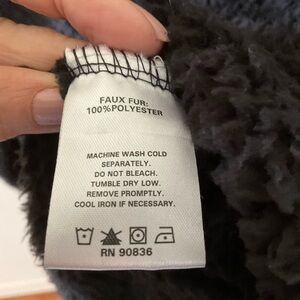 FAUX FUR:
100%POLYESTER
MACHINE WASH COLD
SEPARATELY.
DO NOT BLEACH.
TUMBLE DRY LOW.
REMOVE PROMPTLY.
COOL IRON IF NECESSARY.
RN 90836